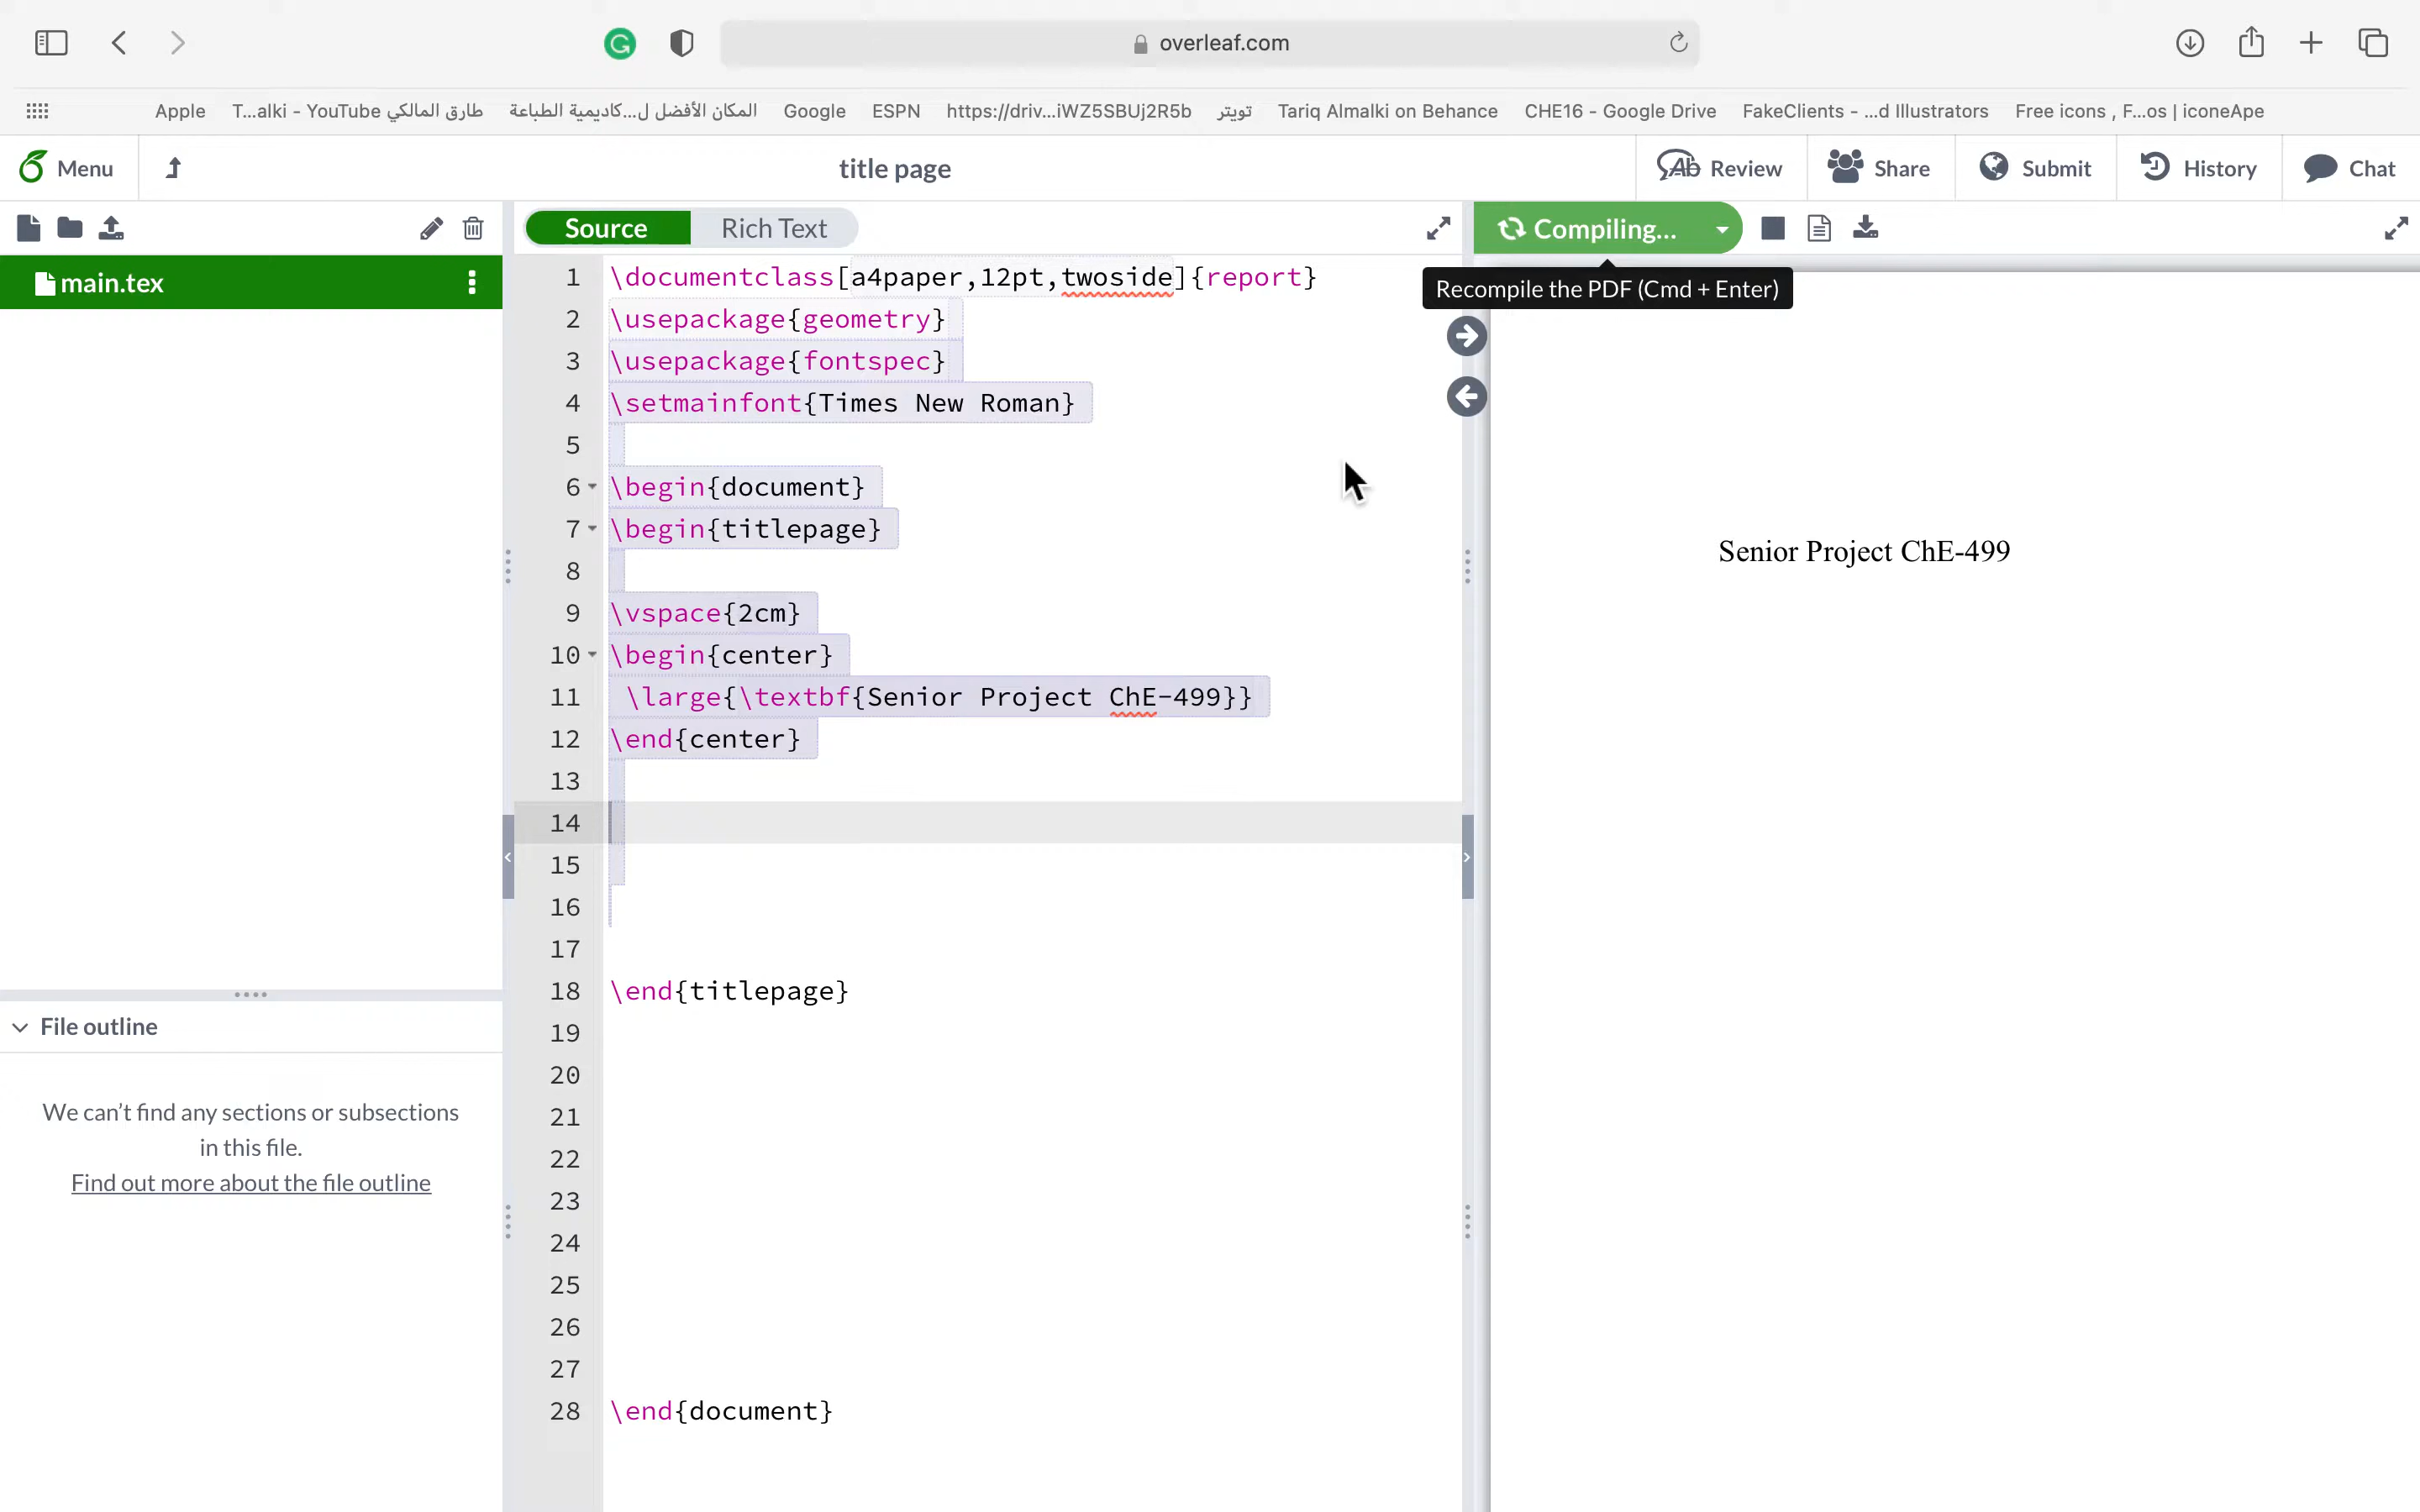 overleaf.com
Apple
T...alki - YouTube طارق المالكي
المكان الأفضل ل...كاديمية الطباعة
Google
ESPN
https://driv...iWZ5SBUj2R5b
تويتر
Tariq Almalki on Behance
CHE16 - Google Drive
FakeClients - ...d Illustrators
Free icons , F...os | iconeApe
Menu
title page
Ab Review
Share
Submit
History
Chat
Source
Rich Text
Compiling...
Recompile the PDF (Cmd + Enter)
main.tex
1 \documentclass[a4paper,12pt,twoside]{report}
2 \usepackage{geometry}
3 \usepackage{fontspec}
4 \setmainfont{Times New Roman}
5
6 \begin{document}
7 \begin{titlepage}
8
9 \vspace{2cm}
10 \begin{center}
11 \large{\textbf{Senior Project ChE-499}}
12 \end{center}
13
14
15
16
17
18 \end{titlepage}
19
20
21
22
23
24
25
26
27
28 \end{document}
Senior Project ChE-499
File outline
We can't find any sections or subsections
in this file.
Find out more about the file outline